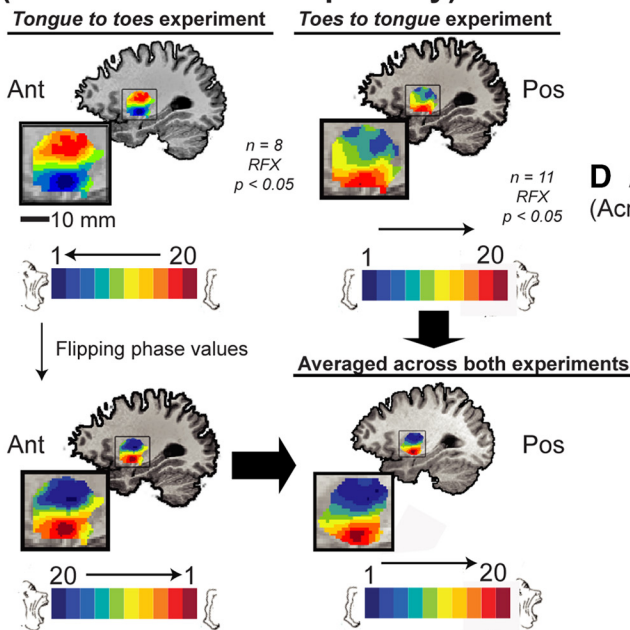 Tongue to toes experiment
Toes to tongue experiment
Ant
Pos
n = 8
RFX
p < 0.05
n = 11
RFX
p < 0.05
D
10 mm
1
20
1
20
Flipping phase values
Averaged across both experiments
Ant
Pos
20
1
1
20